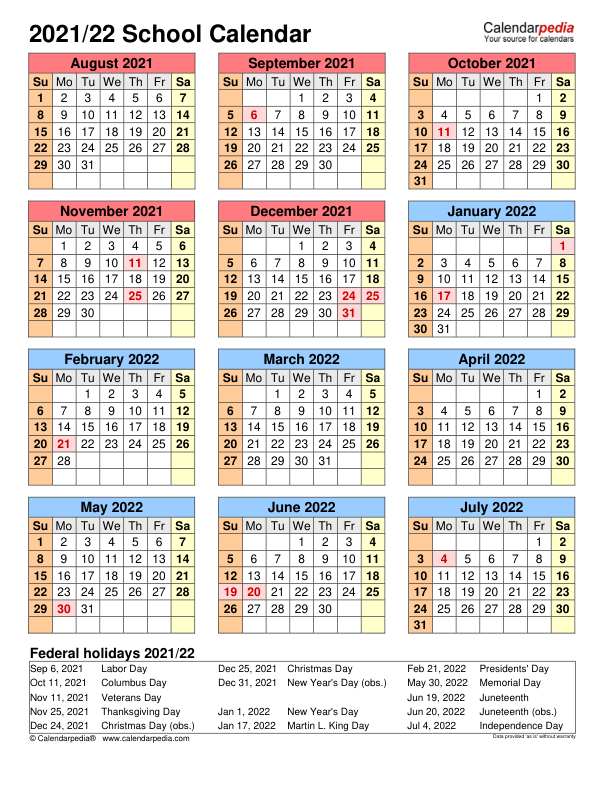 2021/22 School Calendar
Calendarpedia
Your source for calendars
August 2021
Su Mo Tu We Th Fr Sa
1 2 3 4 5 6 7
8 9 10 11 12 13 14
15 16 17 18 19 20 21
22 23 24 25 26 27 28
29 30 31
September 2021
Su Mo Tu We Th Fr Sa
1 2 3 4
5 6 7 8 9 10 11
12 13 14 15 16 17 18
19 20 21 22 23 24 25
26 27 28 29 30
October 2021
Su Mo Tu We Th Fr Sa
1 2
3 4 5 6 7 8 9
10 11 12 13 14 15 16
17 18 19 20 21 22 23
24 25 26 27 28 29 30
31
November 2021
Su Mo Tu We Th Fr Sa
1 2 3 4 5 6
7 8 9 10 11 12 13
14 15 16 17 18 19 20
21 22 23 24 25 26 27
28 29 30
December 2021
Su Mo Tu We Th Fr Sa
1 2 3 4
5 6 7 8 9 10 11
12 13 14 15 16 17 18
19 20 21 22 23 24 25
26 27 28 29 30 31
January 2022
Su Mo Tu We Th Fr Sa
1
2 3 4 5 6 7 8
9 10 11 12 13 14 15
16 17 18 19 20 21 22
23 24 25 26 27 28 29
30 31
February 2022
Su Mo Tu We Th Fr Sa
1 2 3 4 5
6 7 8 9 10 11 12
13 14 15 16 17 18 19
20 21 22 23 24 25 26
27 28
March 2022
Su Mo Tu We Th Fr Sa
1 2 3 4 5
6 7 8 9 10 11 12
13 14 15 16 17 18 19
20 21 22 23 24 25 26
27 28 29 30 31
April 2022
Su Mo Tu We Th Fr Sa
1 2
3 4 5 6 7 8 9
10 11 12 13 14 15 16
17 18 19 20 21 22 23
24 25 26 27 28 29 30
May 2022
Su Mo Tu We Th Fr Sa
1 2 3 4 5 6 7
8 9 10 11 12 13 14
15 16 17 18 19 20 21
22 23 24 25 26 27 28
29 30 31
June 2022
Su Mo Tu We Th Fr Sa
1 2 3 4
5 6 7 8 9 10 11
12 13 14 15 16 17 18
19 20 21 22 23 24 25
26 27 28 29 30
July 2022
Su Mo Tu We Th Fr Sa
1 2
3 4 5 6 7 8 9
10 11 12 13 14 15 16
17 18 19 20 21 22 23
24 25 26 27 28 29 30
31
Federal holidays 2021/22
Sep 6, 2021 Labor Day Dec 25, 2021 Christmas Day Feb 21, 2022 Presidents' Day
Oct 11, 2021 Columbus Day Dec 31, 2021 New Year's Day (obs.) May 30, 2022 Memorial Day
Nov 11, 2021 Veterans Day Jun 19, 2022 Juneteenth
Nov 25, 2021 Thanksgiving Day Jan 1, 2022 New Year's Day Jun 20, 2022 Juneteenth (obs.)
Dec 24, 2021 Christmas Day (obs.) Jan 17, 2022 Martin L. King Day Jul 4, 2022 Independence Day
© Calendarpedia® www.calendarpedia.com Data provided 'as is' without warranty